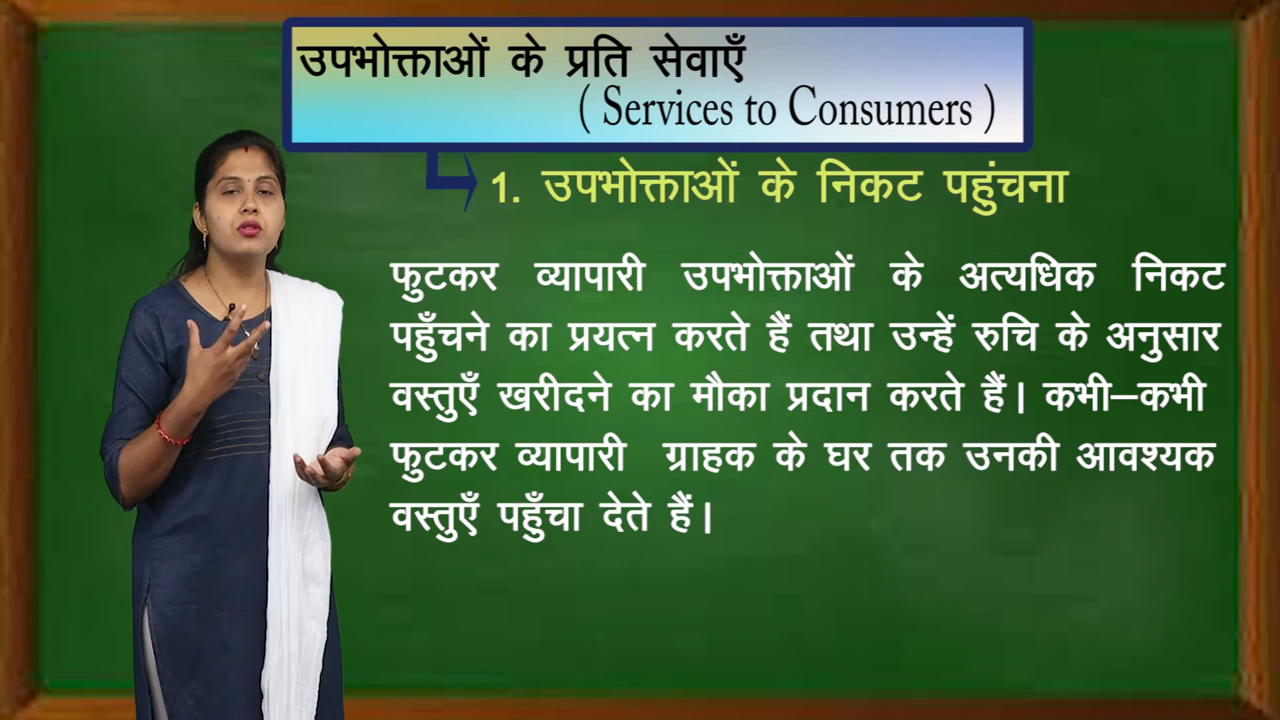 उपभोक्ताओं के प्रति सेवाएँ
( Services to Consumers )
1. उपभोक्ताओं के निकट पहुंचना
फुटकर व्यापारी उपभोक्ताओं के अत्यधिक निकट
पहुँचने का प्रयत्न करते हैं तथा उन्हें रुचि के अनुसार
वस्तुएँ खरीदने का मौका प्रदान करते हैं। कभी–कभी
फुटकर व्यापारी ग्राहक के घर तक उनकी आवश्यक
वस्तुएँ पहुँचा देते हैं।